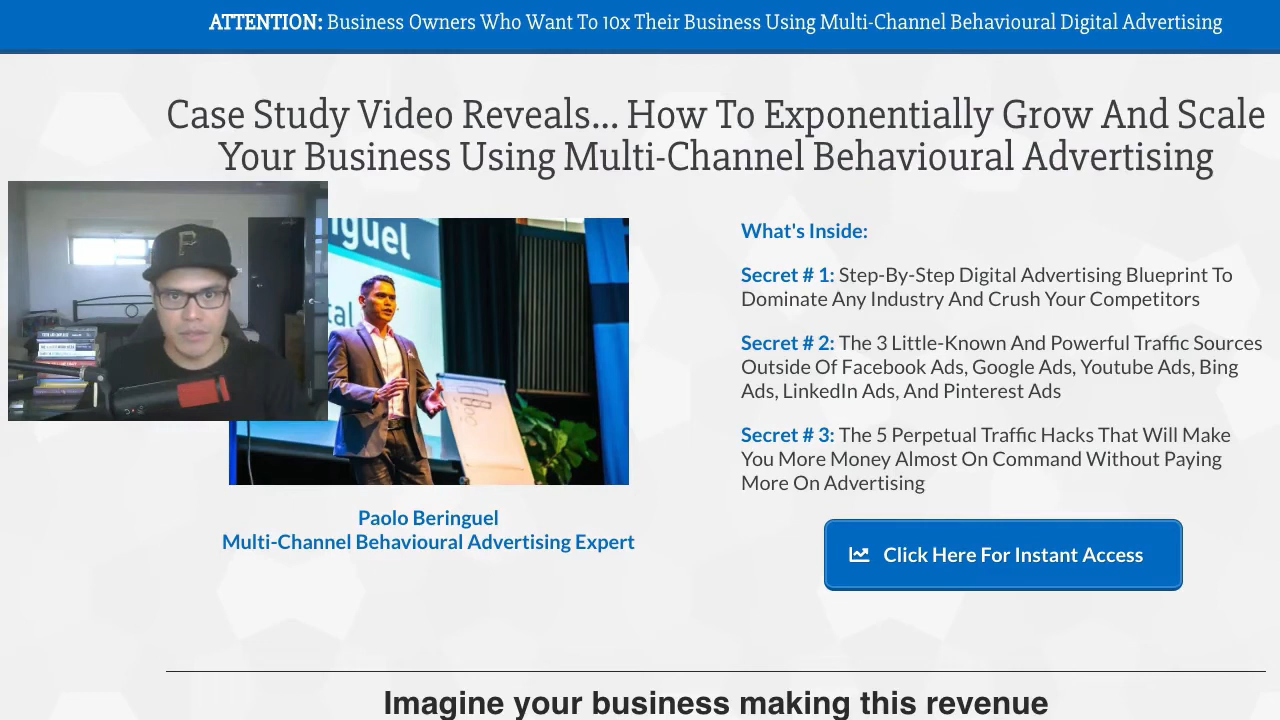 ATTENTION: Business Owners Who Want To 10x Their Business Using Multi-Channel Behavioural Digital Advertising
Case Study Video Reveals... How To Exponentially Grow And Scale
Your Business Using Multi-Channel Behavioural Advertising
P
nguel
tal
What's Inside:
Secret # 1: Step-By-Step Digital Advertising Blueprint To
Dominate Any Industry And Crush Your Competitors
Secret # 2: The 3 Little-Known And Powerful Traffic Sources
Outside Of Facebook Ads, Google Ads, Youtube Ads, Bing
Ads, LinkedIn Ads, And Pinterest Ads
Secret # 3: The 5 Perpetual Traffic Hacks That Will Make
You More Money Almost On Command Without Paying
More On Advertising
Paolo Beringuel
Multi-Channel Behavioural Advertising Expert
Click Here For Instant Access
Imagine your business making this revenue